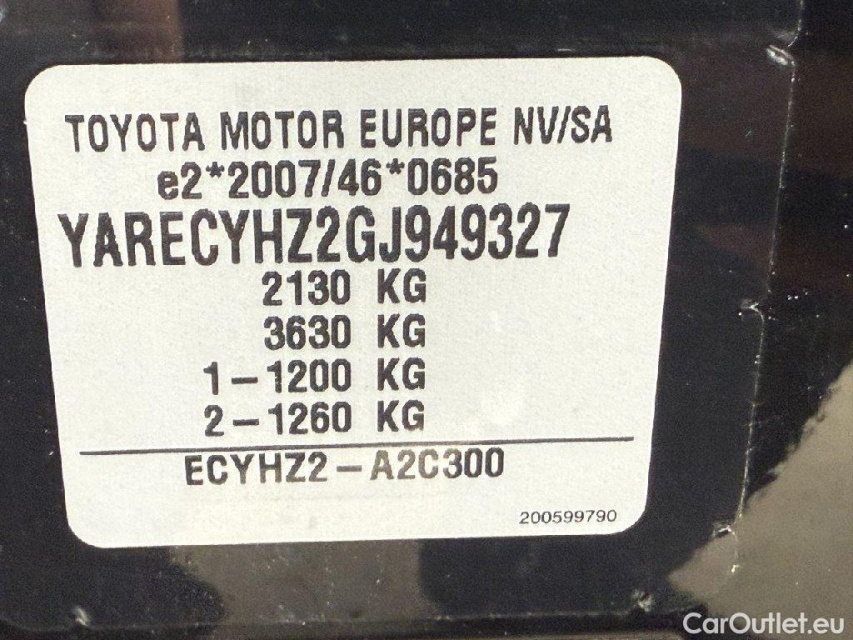 TOYOTA MOTOR EUROPE NV/SA
e2*2007/46*0685
YARECYHZ2GJ949327
2130 KG
3630 KG
1-1200 KG
2-1260 KG
ECYHZ2-A2C300
200599790
CarOutlet.eu